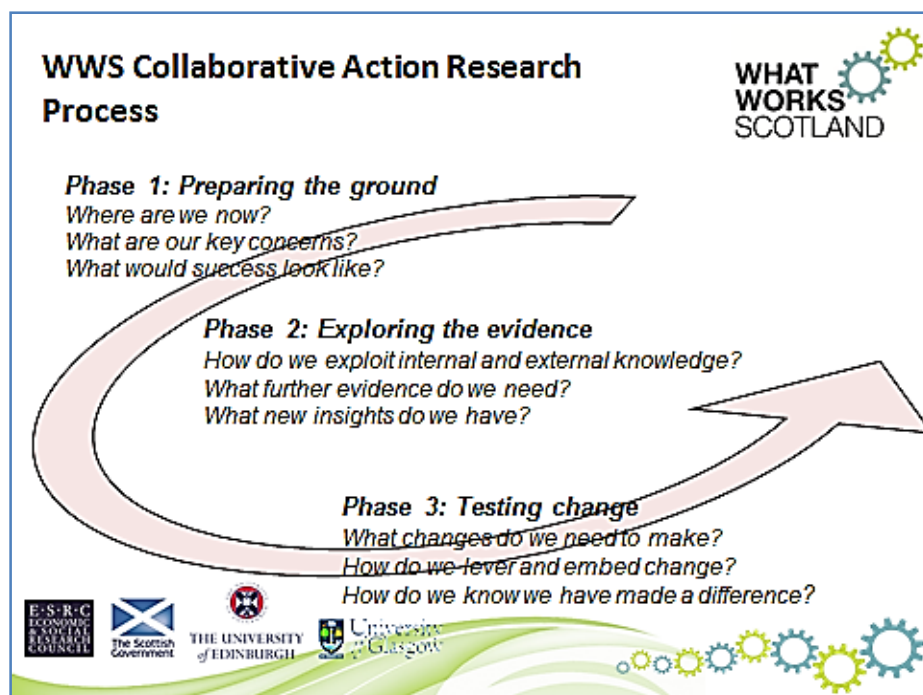 WWS Collaborative Action Research
Process
WHAT
WORKS
SCOTLAND
Phase 1: Preparing the ground
Where are we now?
What are our key concerns?
What would success look like?
Phase 2: Exploring the evidence
How do we exploit internal and external knowledge?
What further evidence do we need?
What new insights do we have?
Phase 3: Testing change
What changes do we need to make?
How do we lever and embed change?
How do we know we have made a difference?
E·S·R·C
ECONOMIC
& SOCIAL
RESEARCH
COUNCIL
The Scottish
Government
THE UNIVERSITY
of EDINBURGH
University
of Glasgow